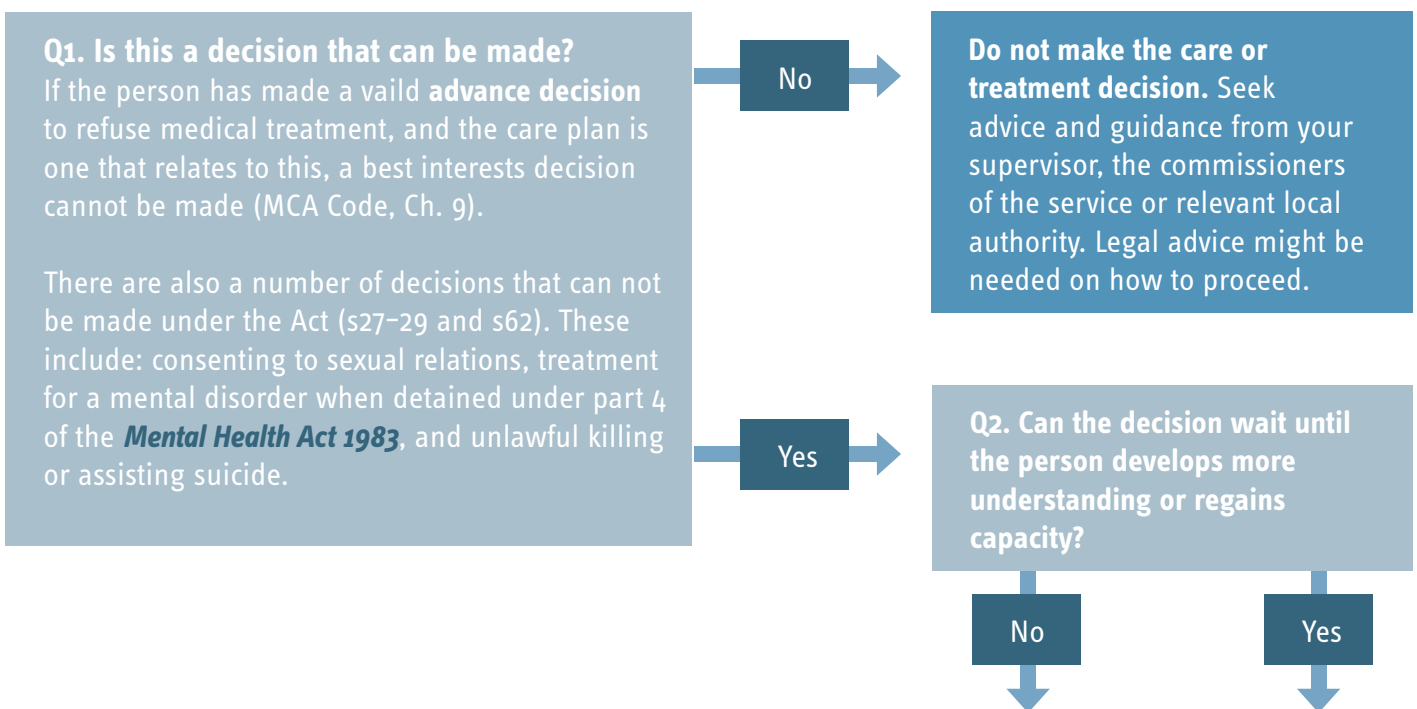 Q1. Is this a decision that can be made?
If the person has made a vaild advance decision
to refuse medical treatment, and the care plan is
one that relates to this, a best interests decision
cannot be made (MCA Code, Ch. 9).
There are also a number of decisions that can not
be made under the Act (s27–29 and s62). These
include: consenting to sexual relations, treatment
for a mental disorder when detained under part 4
of the Mental Health Act 1983, and unlawful killing
or assisting suicide.
No
Do not make the care or
treatment decision. Seek
advice and guidance from your
supervisor, the commissioners
of the service or relevant local
authority. Legal advice might be
needed on how to proceed.
Yes
Q2. Can the decision wait until
the person develops more
understanding or regains
capacity?
No
Yes